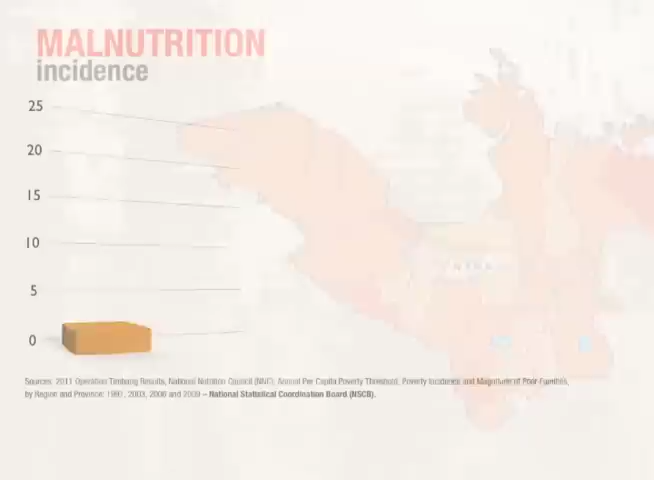 MALNUTRITION
incidence
25
20
15
10
5
0
Sources: 2011 Operation Timbang Results, National Nutrition Council (NNC); Annual Per Capita Poverty Threshold, Poverty Incidence and Magnitude of Poor Families,
by Region and Province: 1997, 2003, 2006 and 2009 – National Statistical Coordination Board (NSCB).